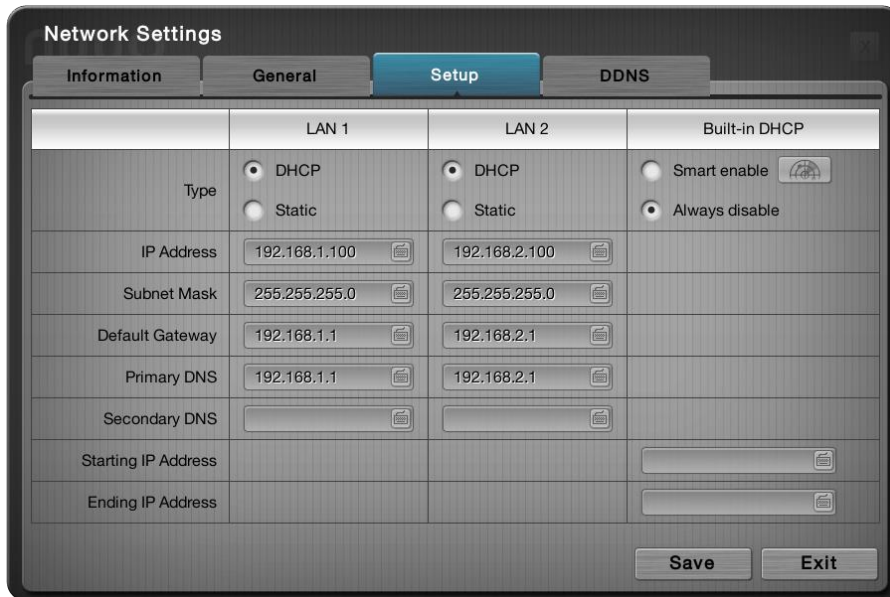 Network Settings
Information General Setup DDNS
LAN 1 LAN 2 Built-in DHCP
Type DHCP DHCP Smart enable
Static Static Always disable
IP Address 192.168.1.100 192.168.2.100
Subnet Mask 255.255.255.0 255.255.255.0
Default Gateway 192.168.1.1 192.168.2.1
Primary DNS 192.168.1.1 192.168.2.1
Secondary DNS
Starting IP Address
Ending IP Address
Save Exit